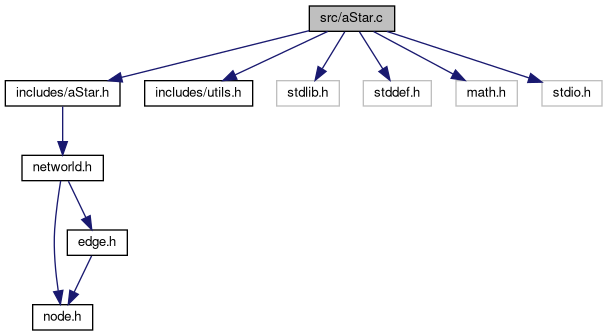 src/aStar.c
includes/aStar.h
includes/utils.h
stdlib.h
stddef.h
math.h
stdio.h
networld.h
edge.h
node.h